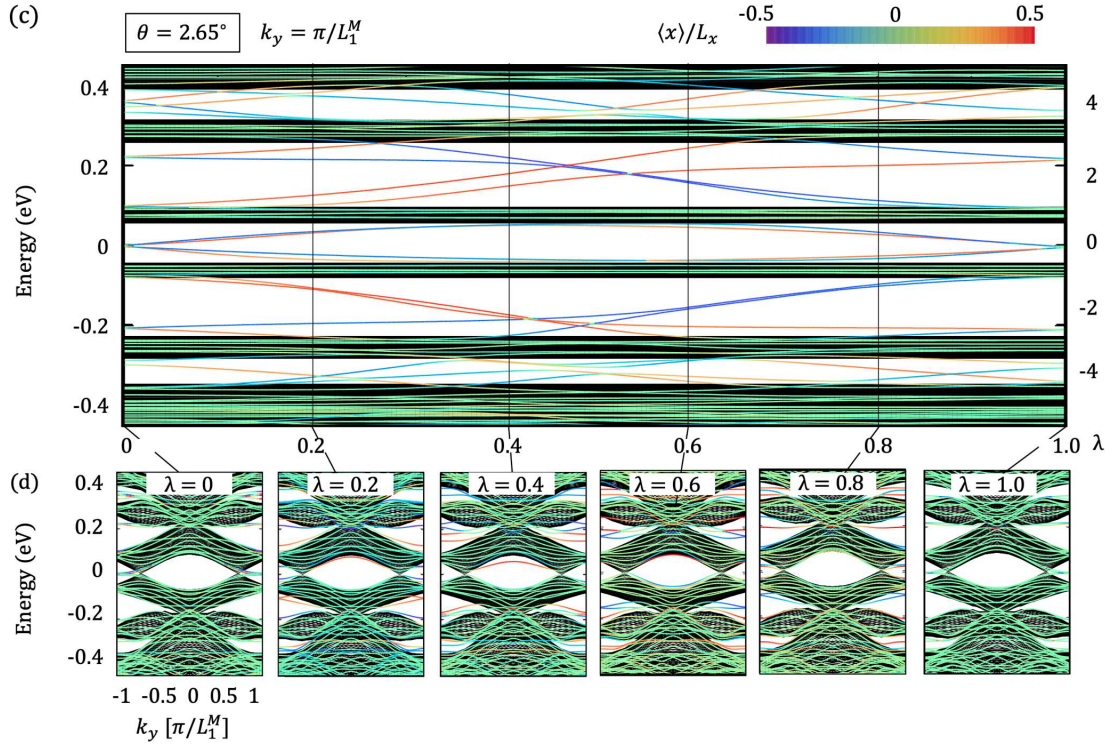 (c)
θ = 2.65° k_y = π/L_1^M ⟨x⟩/L_x -0.5 0 0.5
Energy (eV)
0.4
0.2
0
-0.2
-0.4
4
2
0
-2
-4
0 0.2 0.4 0.6 0.8 1.0 λ
(d)
λ = 0 λ = 0.2 λ = 0.4 λ = 0.6 λ = 0.8 λ = 1.0
Energy (eV)
0.4
0.2
0
-0.2
-0.4
-1 -0.5 0 0.5 1
k_y [π/L_1^M]